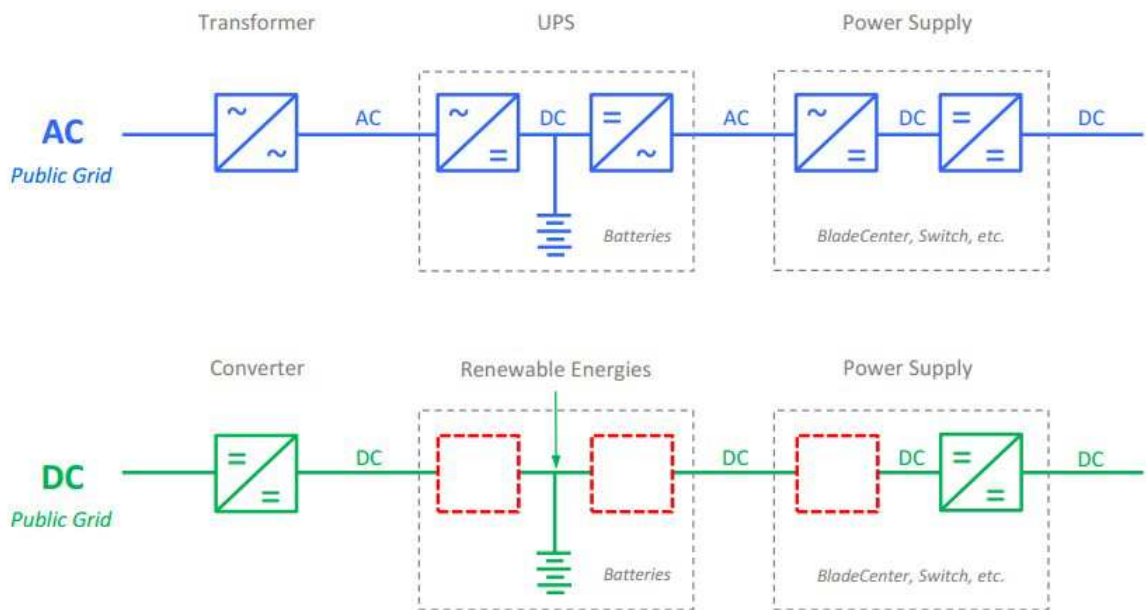 Transformer
UPS
Power Supply
AC
Public Grid
AC
DC
AC
DC
DC
Batteries
BladeCenter, Switch, etc.
Converter
Renewable Energies
Power Supply
DC
Public Grid
DC
DC
DC
DC
Batteries
BladeCenter, Switch, etc.